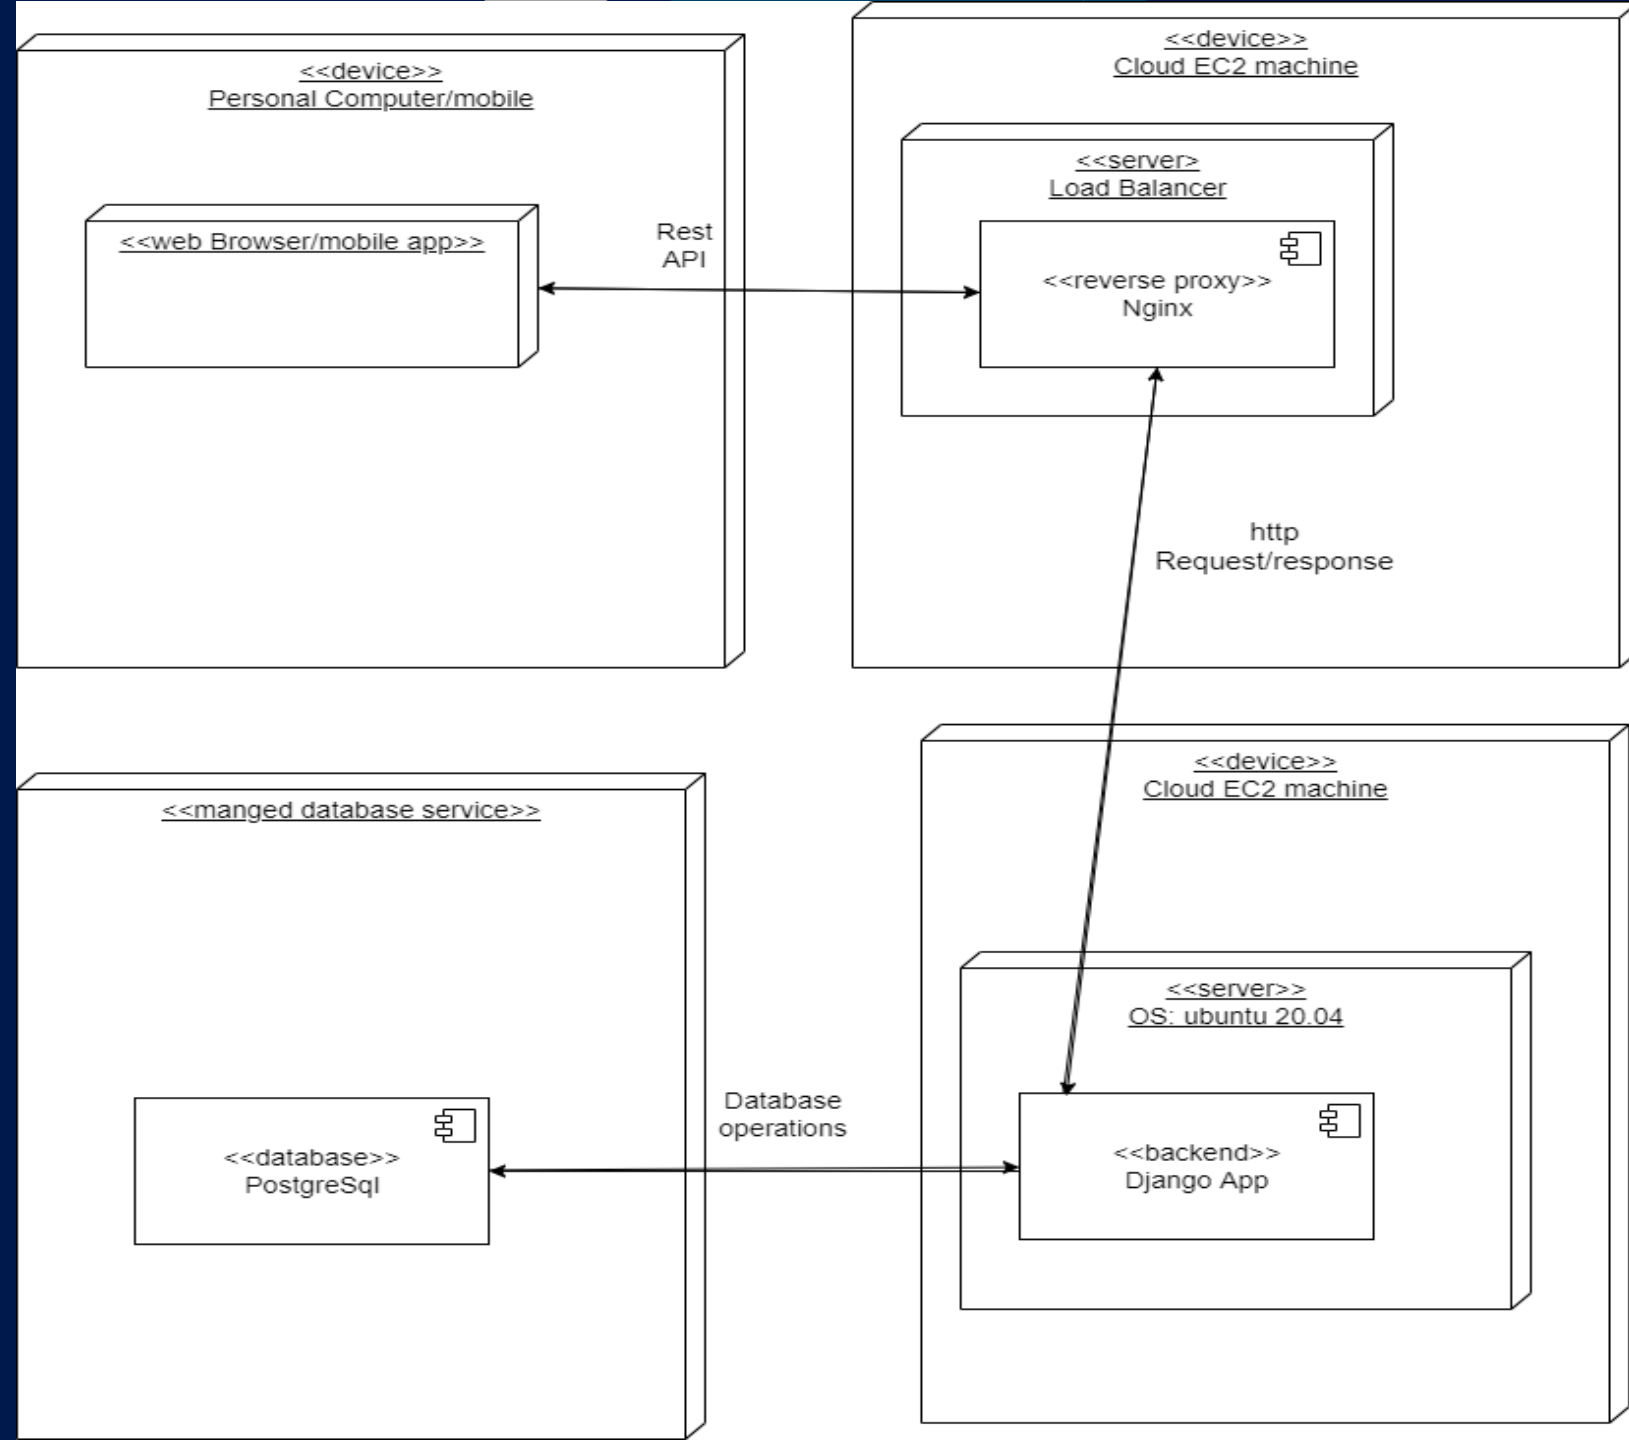 <<device>>
Personal Computer/mobile
<<web Browser/mobile app>>
Rest
API
<<device>>
Cloud EC2 machine
<<server>
Load Balancer
<<reverse proxy>>
Nginx
http
Request/response
<<manged database service>>
<<database>>
PostgreSql
Database
operations
<<device>>
Cloud EC2 machine
<<server>>
OS: ubuntu 20.04
<<backend>>
Django App